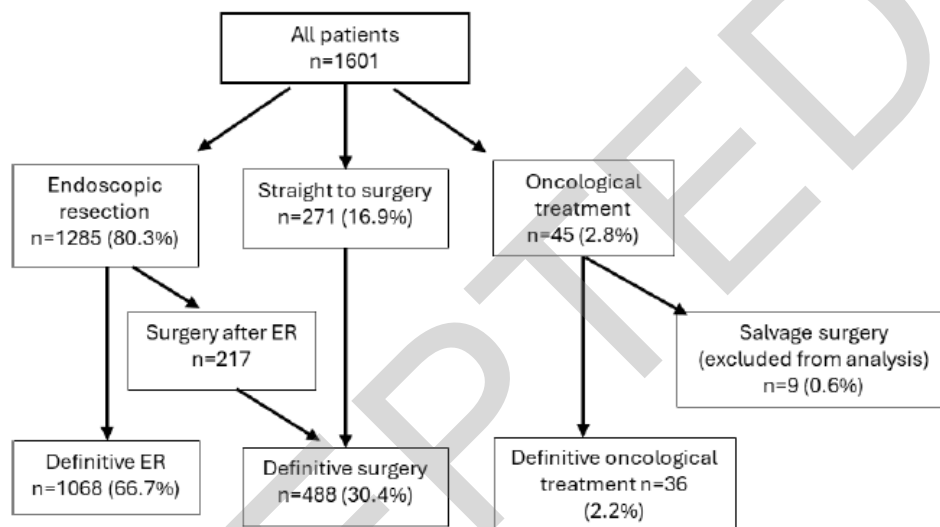 All patients
n=1601
Endoscopic
resection
n=1285 (80.3%)
Straight to surgery
n=271 (16.9%)
Oncological
treatment
n=45 (2.8%)
Surgery after ER
n=217
Salvage surgery
(excluded from analysis)
n=9 (0.6%)
Definitive ER
n=1068 (66.7%)
Definitive surgery
n=488 (30.4%)
Definitive oncological
treatment n=36
(2.2%)
EPTED